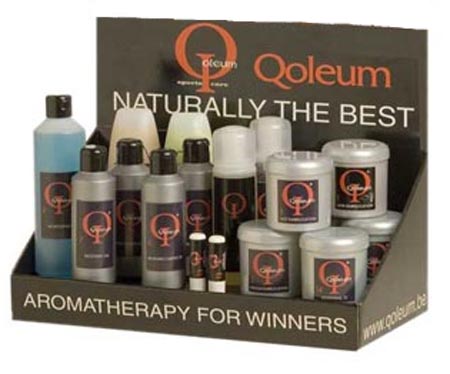 Qoleum
sports care
Qoleum
NATURALLY THE BEST
AROMATHERAPY FOR WINNERS
www.qoleum.be